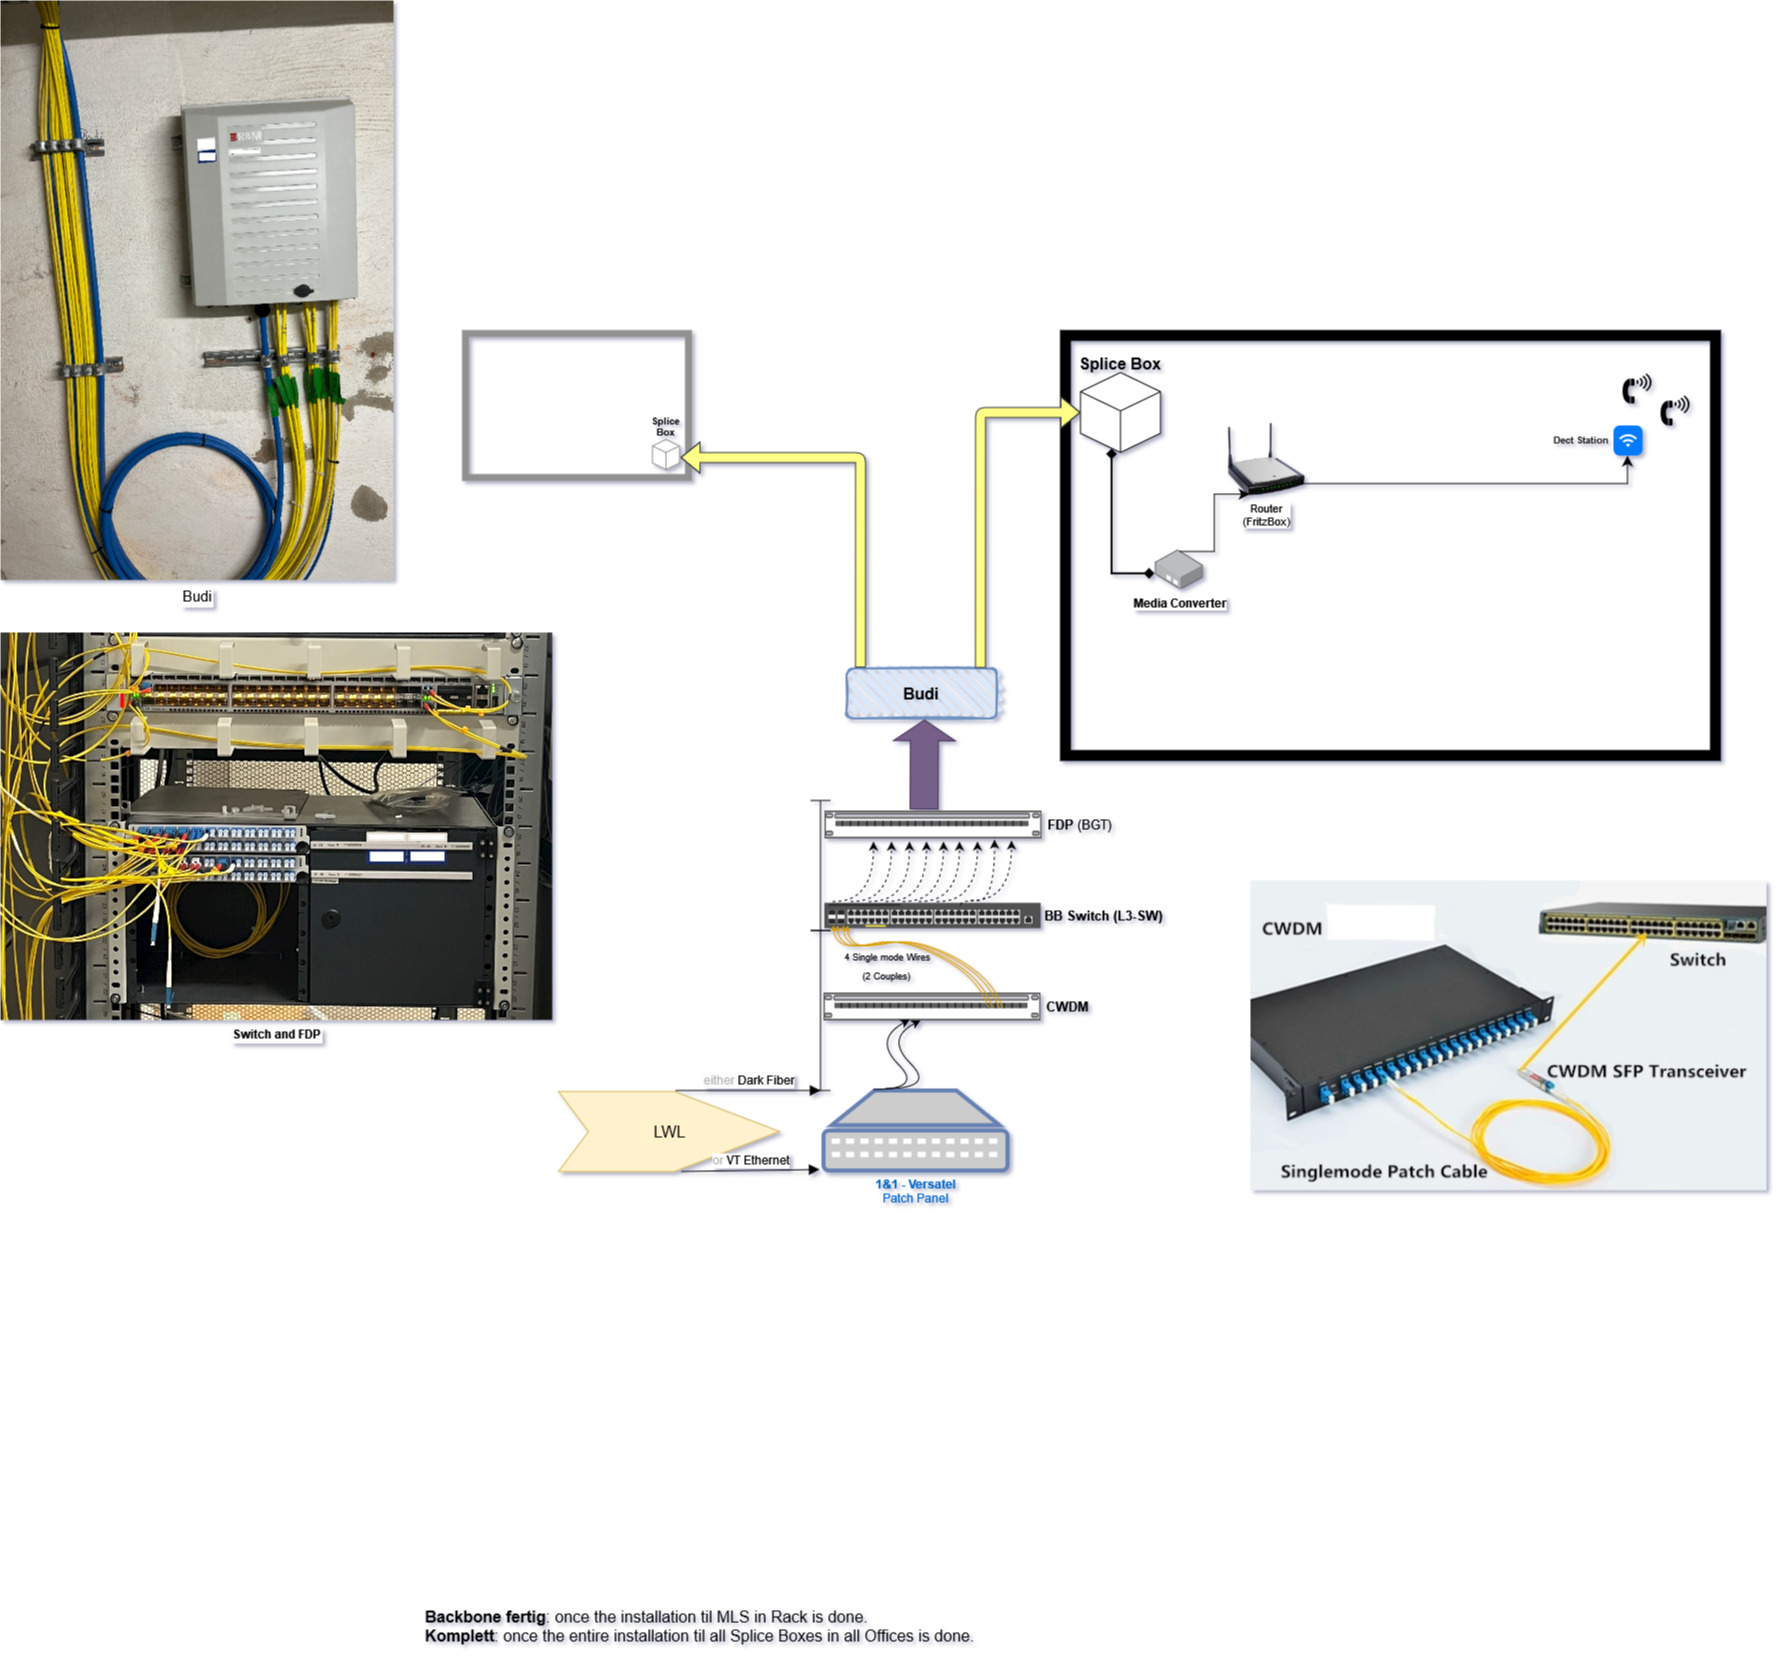 R&M
Budi
Switch and FDP
Splice
Box
Splice Box
Dect Station
Router
(FritzBox)
Media Converter
Budi
FDP (BGT)
BB Switch (L3-SW)
4 Single mode Wires
(2 Couples)
CWDM
either Dark Fiber
LWL
or VT Ethernet
1&1 - Versatel
Patch Panel
CWDM
Switch
CWDM SFP Transceiver
Singlemode Patch Cable
Backbone fertig: once the installation til MLS in Rack is done.
Komplett: once the entire installation til all Splice Boxes in all Offices is done.